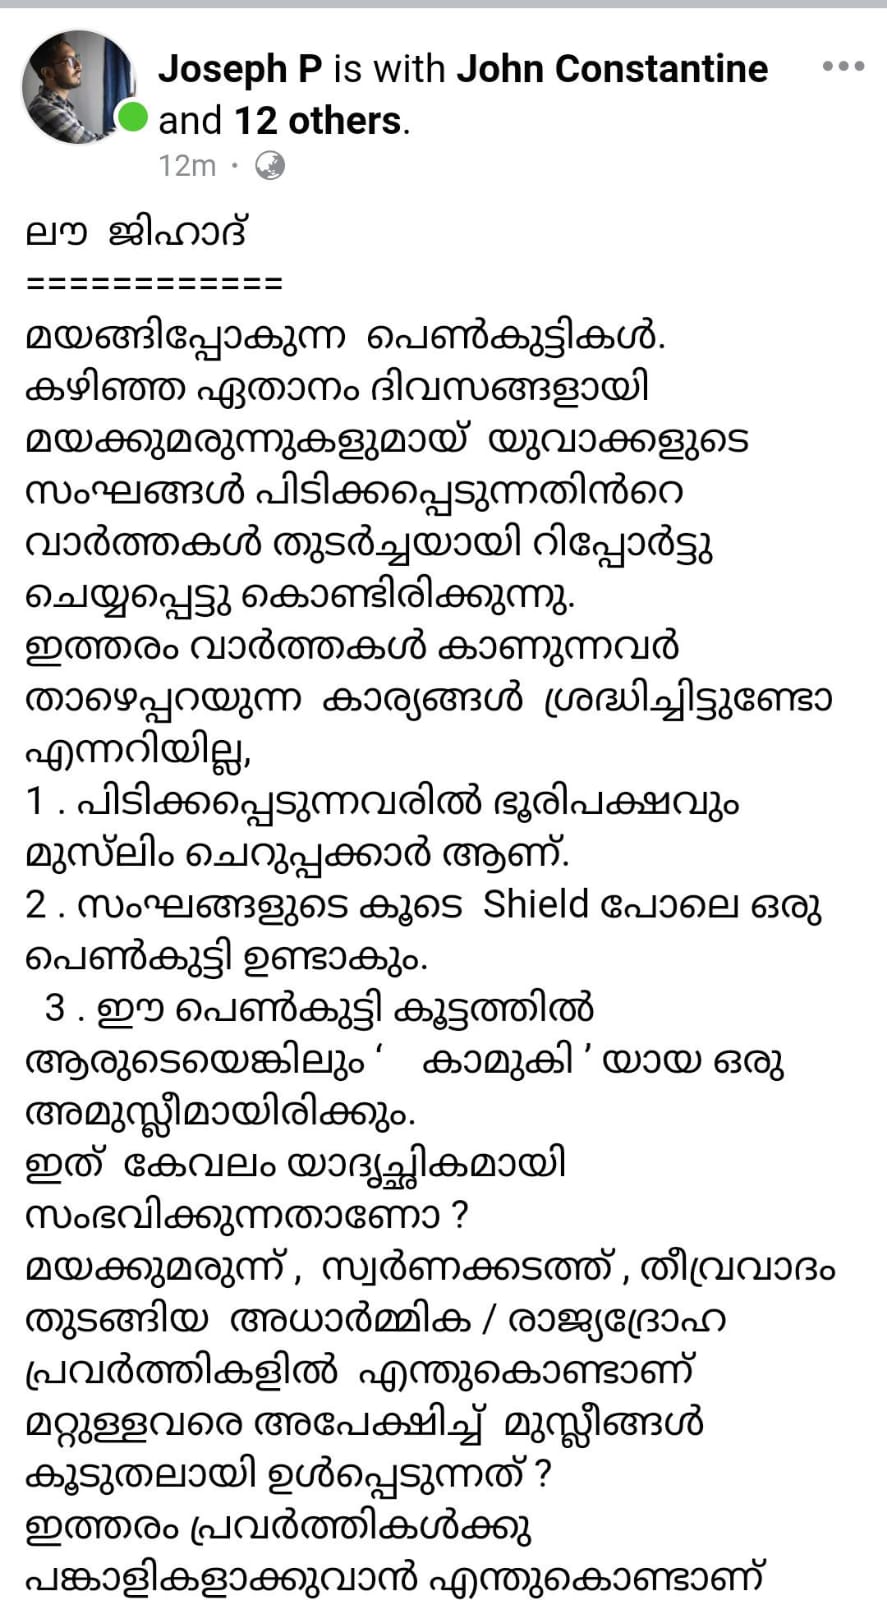 Joseph P is with John Constantine
and 12 others.
12m ·
ലൗ ജിഹാദ്
============
മയങ്ങിപ്പോകുന്ന പെൺകുട്ടികൾ.
കഴിഞ്ഞ ഏതാനം ദിവസങ്ങളായി
മയക്കുമരുന്നുകളുമായ് യുവാക്കളുടെ
സംഘങ്ങൾ പിടിക്കപ്പെടുന്നതിൻറെ
വാർത്തകൾ തുടർച്ചയായി റിപ്പോർട്ടു
ചെയ്യപ്പെട്ടു കൊണ്ടിരിക്കുന്നു.
ഇത്തരം വാർത്തകൾ കാണുന്നവർ
താഴെപ്പറയുന്ന കാര്യങ്ങൾ ശ്രദ്ധിച്ചിട്ടുണ്ടോ
എന്നറിയില്ല,
1 . പിടിക്കപ്പെടുന്നവരിൽ ഭൂരിപക്ഷവും
മുസ്‌ലിം ചെറുപ്പക്കാർ ആണ്.
2 . സംഘങ്ങളുടെ കൂടെ Shield പോലെ ഒരു
പെൺകുട്ടി ഉണ്ടാകും.
3 . ഈ പെൺകുട്ടി കൂട്ടത്തിൽ
ആരുടെയെങ്കിലും ‘ കാമുകി ’ യായ ഒരു
അമുസ്ലീമായിരിക്കും.
ഇത് കേവലം യാദൃച്ഛികമായി
സംഭവിക്കുന്നതാണോ ?
മയക്കുമരുന്ന് , സ്വർണക്കടത്ത് , തീവ്രവാദം
തുടങ്ങിയ അധാർമ്മിക / രാജ്യദ്രോഹ
പ്രവർത്തികളിൽ എന്തുകൊണ്ടാണ്
മറ്റുള്ളവരെ അപേക്ഷിച്ച് മുസ്ലീങ്ങൾ
കൂടുതലായി ഉൾപ്പെടുന്നത് ?
ഇത്തരം പ്രവർത്തികൾക്കു
പങ്കാളികളാക്കുവാൻ എന്തുകൊണ്ടാണ്